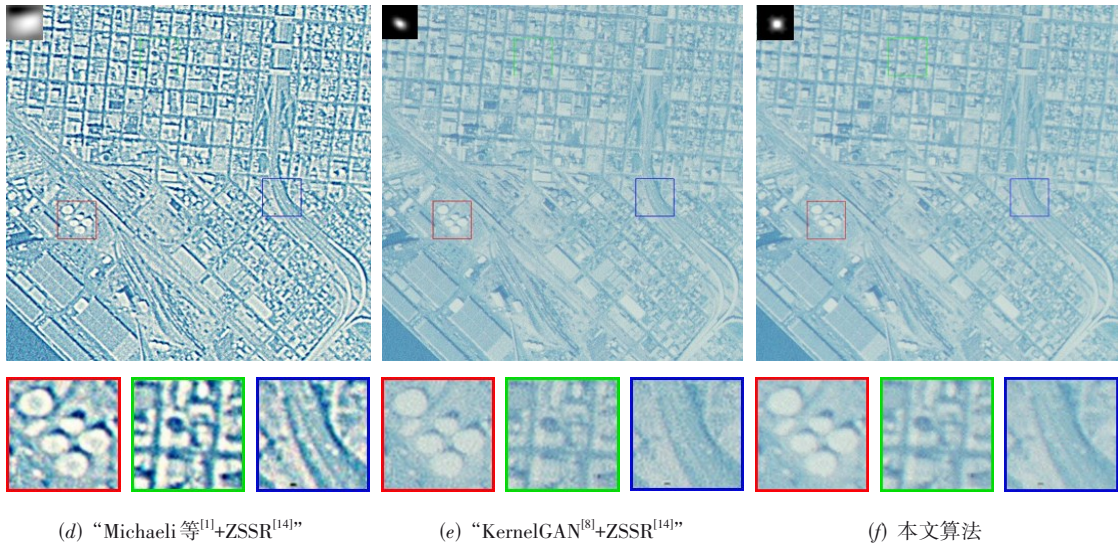 (d) “Michaeli 等[1]+ZSSR[14]”
(e) “KernelGAN[8]+ZSSR[14]”
(f) 本文算法